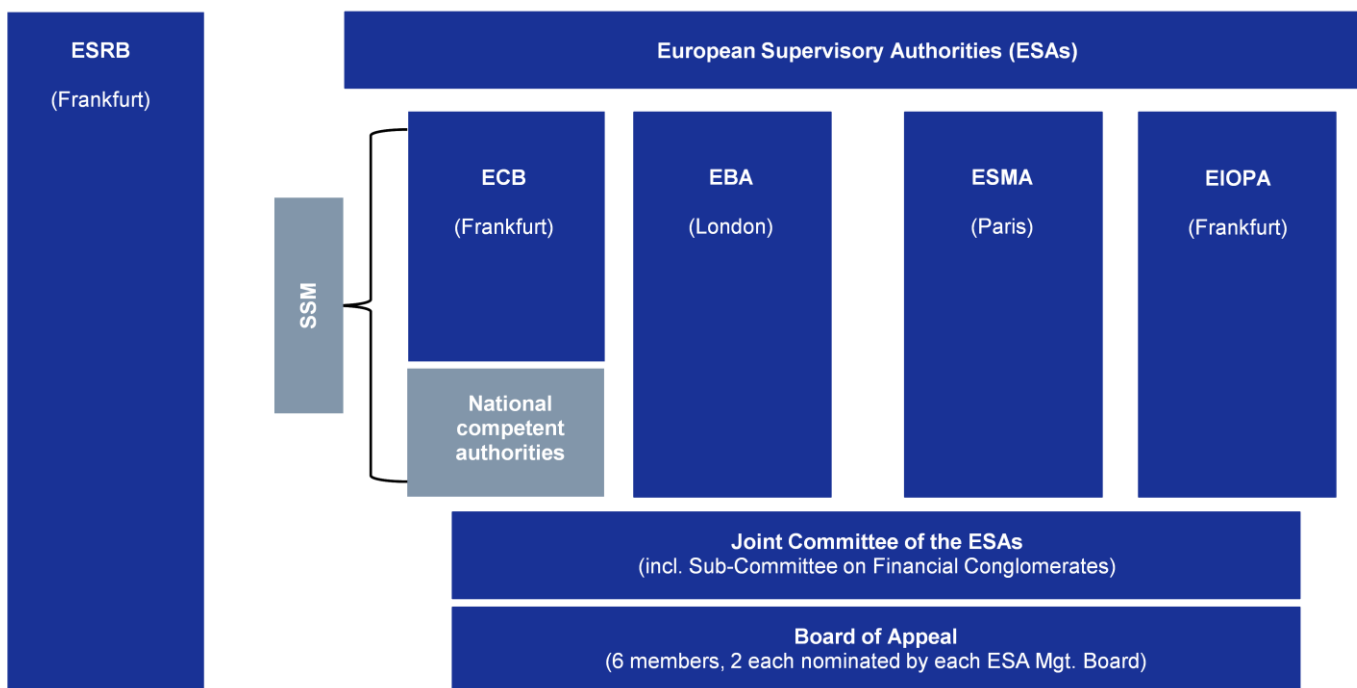 ESRB
(Frankfurt)
European Supervisory Authorities (ESAs)
SSM
ECB
(Frankfurt)
National
competent
authorities
EBA
(London)
ESMA
(Paris)
EIOPA
(Frankfurt)
Joint Committee of the ESAs
(incl. Sub-Committee on Financial Conglomerates)
Board of Appeal
(6 members, 2 each nominated by each ESA Mgt. Board)